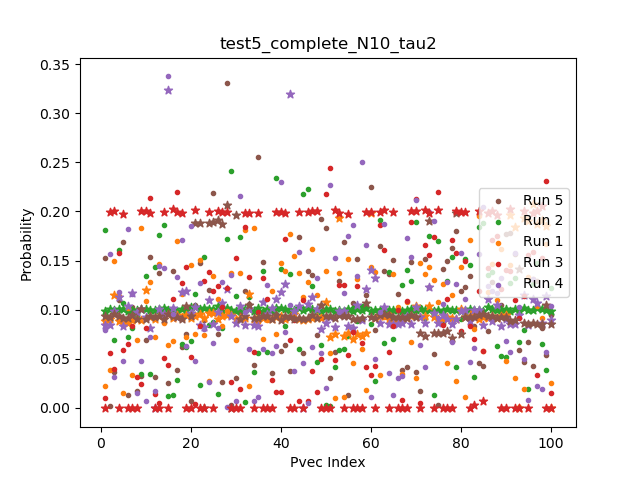 test5_complete_N10_tau2
0.35
0.30
0.25
0.20
0.15
0.10
0.05
0.00
Probability
Run 5
Run 2
Run 1
Run 3
Run 4
0 20 40 60 80 100
Pvec Index